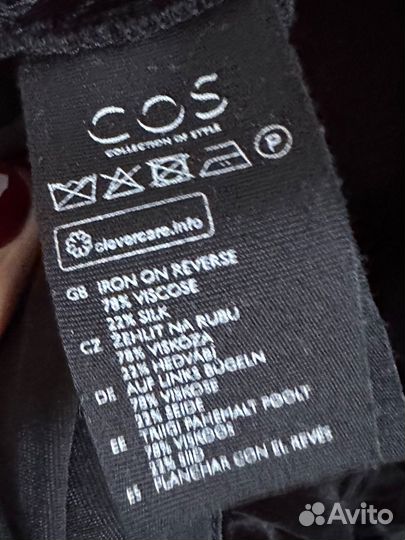 COS
COLLECTION OF STYLE
P
clevercare.info
GB IRON ON REVERSE
78% VISCOSE
22% SILK
CZ ŽEHLIT NA RUBU
78% VISKÓZA
22% HEDVÁBÍ
DE AUF LINKS BÜGELN
78% VISKOSE
22% SEIDE
EE TRIIGI PAHEMALT POOLT
78% VISKOOS
22% SIID
ES PLANCHAR CON EL REVÉS
Avito